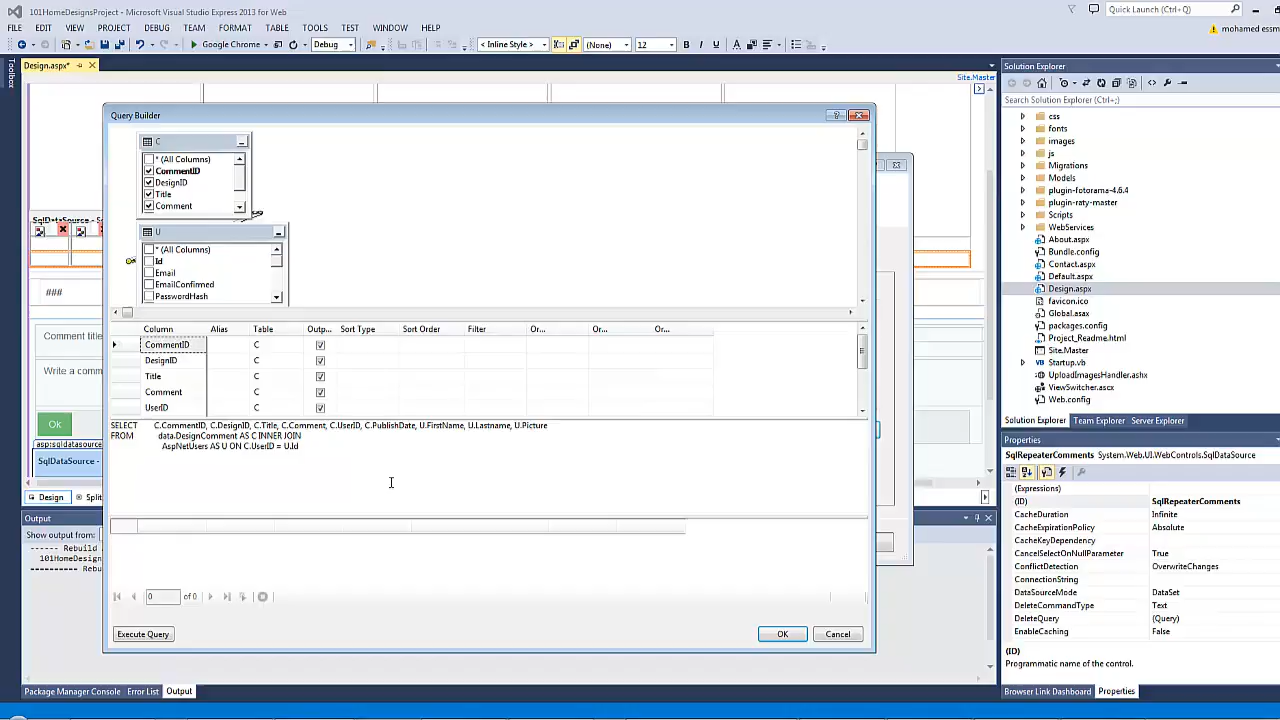 101HomeDesignsProject - Microsoft Visual Studio Express 2013 for Web
Quick Launch (Ctrl+Q)
FILE EDIT VIEW PROJECT DEBUG TEAM FORMAT TABLE TOOLS TEST WINDOW HELP
mohamed essm
Google Chrome Debug < Inline Style > (None) 12 B I U A
Toolbox
Design.aspx*
Site.Master
Query Builder
C
* (All Columns)
CommentID
DesignID
Title
Comment
U
* (All Columns)
Id
Email
EmailConfirmed
PasswordHash
SqlDataSource - S
###
Comment title
Write a comm
Ok
asp:sqldatasource
SqlDataSource -
Design Split
Column Alias Table Outp... Sort Type Sort Order Filter Or... Or... Or...
CommentID C
DesignID C
Title C
Comment C
UserID C
SELECT C.CommentID, C.DesignID, C.Title, C.Comment, C.UserID, C.PublishDate, U.FirstName, U.Lastname, U.Picture
FROM data.DesignComment AS C INNER JOIN
AspNetUsers AS U ON C.UserID = U.Id
0 of 0
Execute Query
OK Cancel
Output
Show output from:
------ Rebuild
101HomeDesign
========== Rebu
Package Manager Console Error List Output
Solution Explorer
Search Solution Explorer (Ctrl+;)
css
fonts
images
js
Migrations
Models
plugin-fotorama-4.6.4
plugin-raty-master
Scripts
WebServices
About.aspx
Bundle.config
Contact.aspx
Default.aspx
Design.aspx
favicon.ico
Global.asax
packages.config
Project_Readme.html
Site.Master
Startup.vb
UploadImagesHandler.ashx
ViewSwitcher.ascx
Web.config
Solution Explorer Team Explorer Server Explorer
Properties
SqlRepeaterComments System.Web.UI.WebControls.SqlDataSource
(Expressions)
(ID) SqlRepeaterComments
CacheDuration Infinite
CacheExpirationPolicy Absolute
CacheKeyDependency
CancelSelectOnNullParameter True
ConflictDetection OverwriteChanges
ConnectionString
DataSourceMode DataSet
DeleteCommandType Text
DeleteQuery (Query)
EnableCaching False
(ID)
Programmatic name of the control.
Browser Link Dashboard Properties